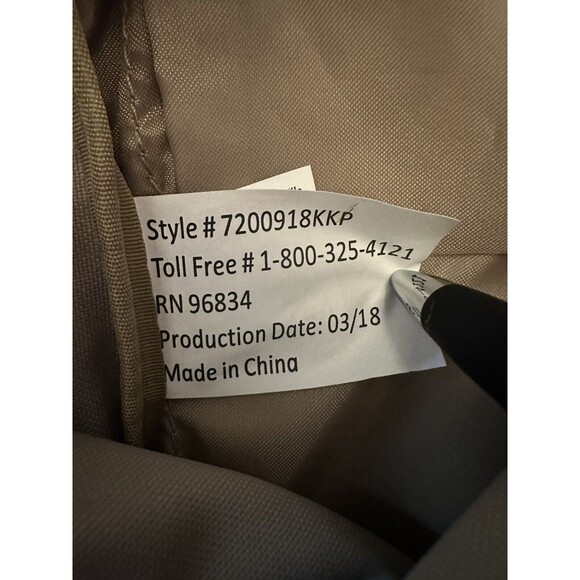 Style # 7200918KKP
Toll Free # 1-800-325-4121
RN 96834
Production Date: 03/18
Made in China